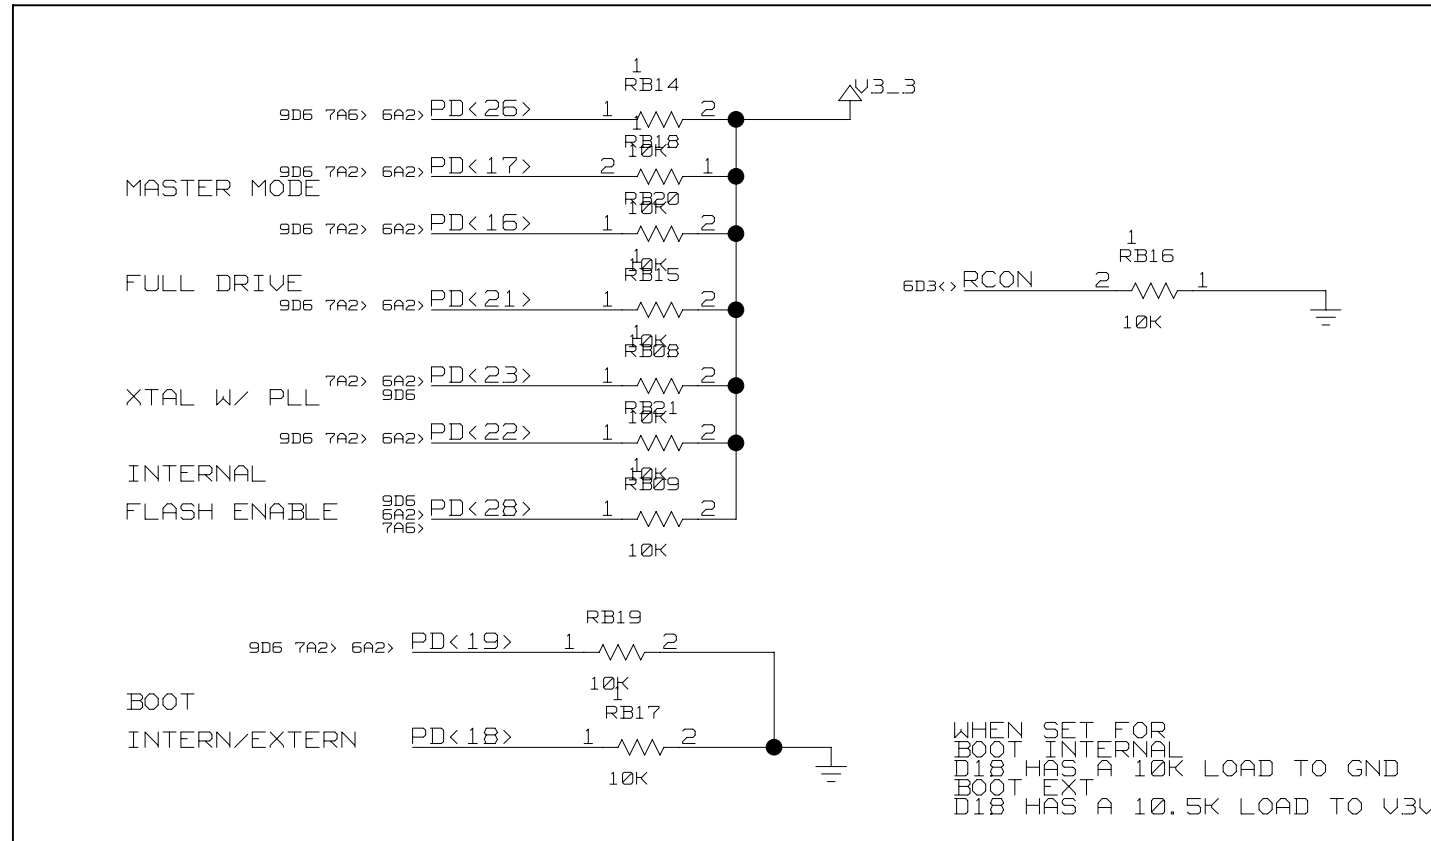 1
RB14
V3_3
9D6 7A6> 6A2> PD<26> 1 2
1
RB18
10K
9D6 7A2> 6A2> PD<17> 2 1
MASTER MODE
RB20
10K
9D6 7A2> 6A2> PD<16> 1 2
1
RB16
1
10K
RB15
FULL DRIVE
6D3<> RCON 2 1
9D6 7A2> 6A2> PD<21> 1 2
10K
1
10K
RB08
7A2> 6A2> PD<23> 1 2
9D6
XTAL W/ PLL
RB21
10K
9D6 7A2> 6A2> PD<22> 1 2
INTERNAL
1
10K
RB09
9D6
6A2> PD<28> 1 2
7A6>
FLASH ENABLE
10K
RB19
9D6 7A2> 6A2> PD<19> 1 2
10K
1
BOOT
RB17
INTERN/EXTERN PD<18> 1 2
10K
WHEN SET FOR
BOOT INTERNAL
D18 HAS A 10K LOAD TO GND
BOOT EXT
D18 HAS A 10.5K LOAD TO V3V